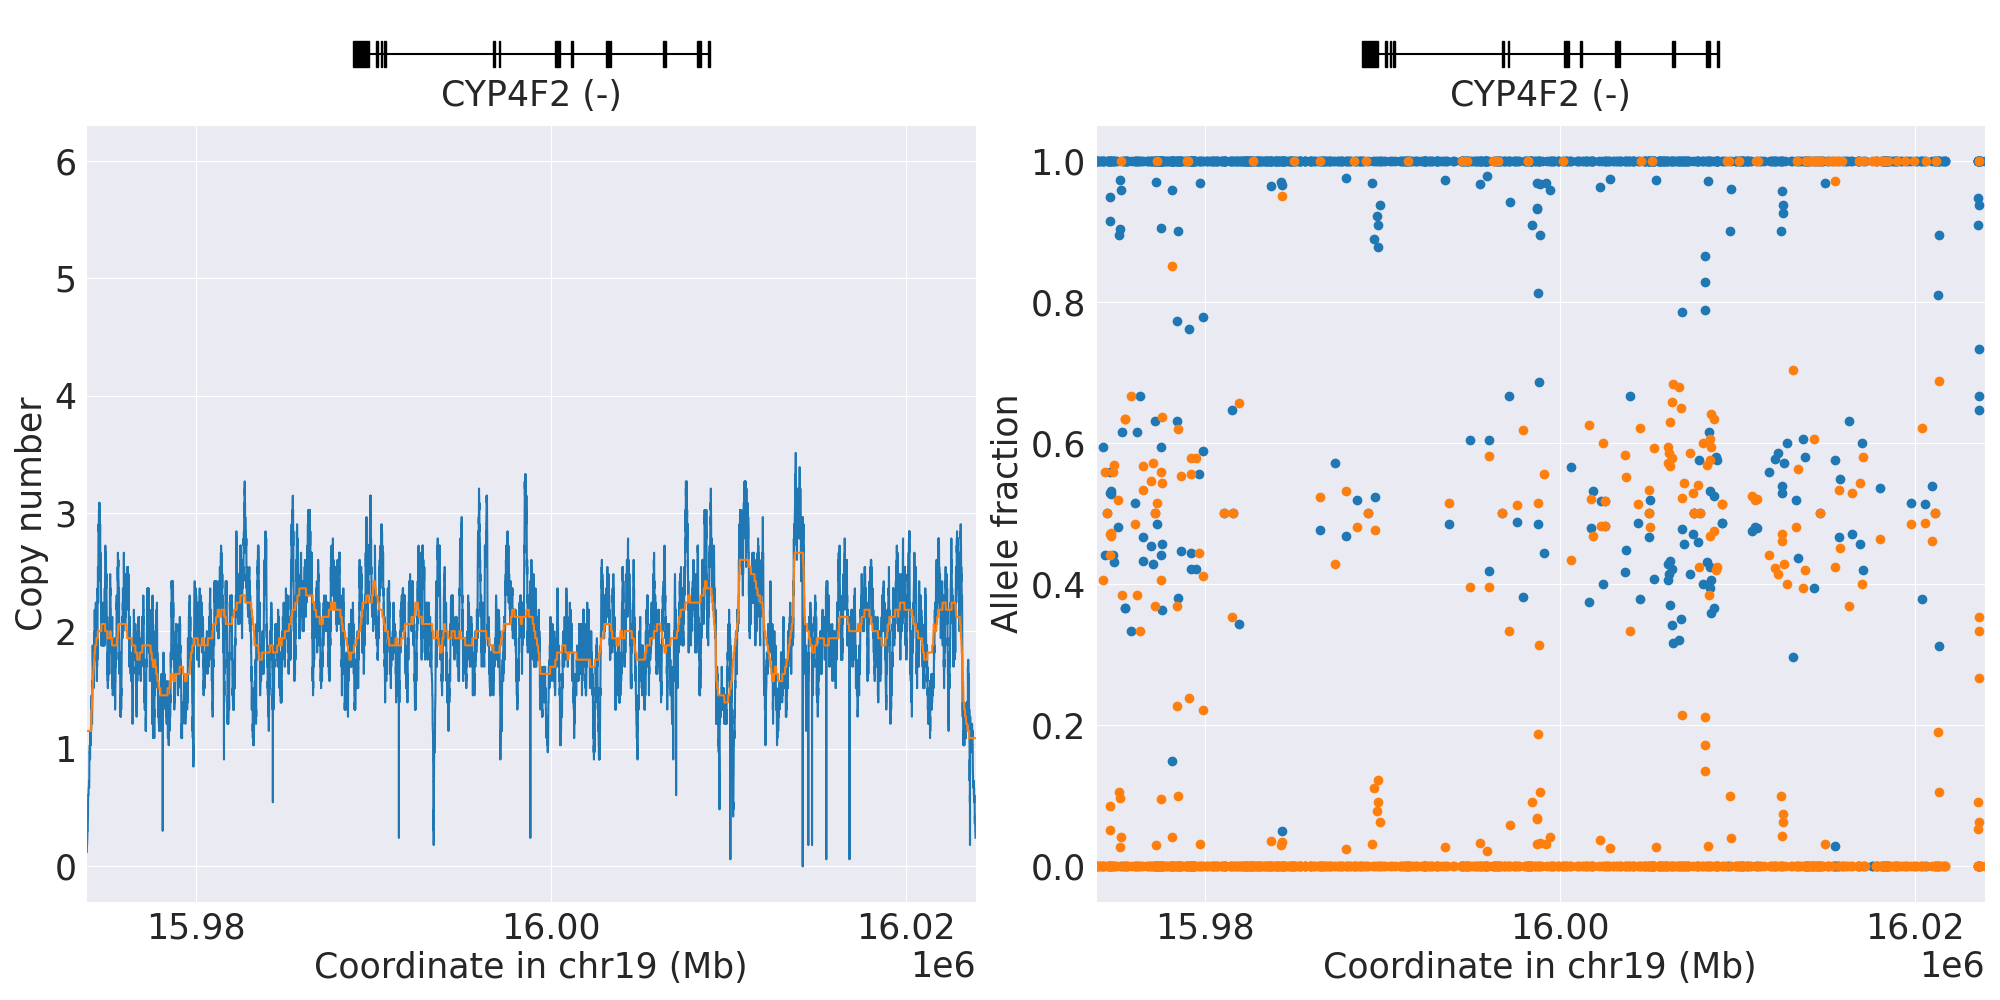 CYP4F2 (-)
CYP4F2 (-)
6
5
4
3
2
1
0
Copy number
15.98
16.00
16.02
Coordinate in chr19 (Mb)
1e6
1.0
0.8
0.6
0.4
0.2
0.0
Allele fraction
15.98
16.00
16.02
Coordinate in chr19 (Mb)
1e6